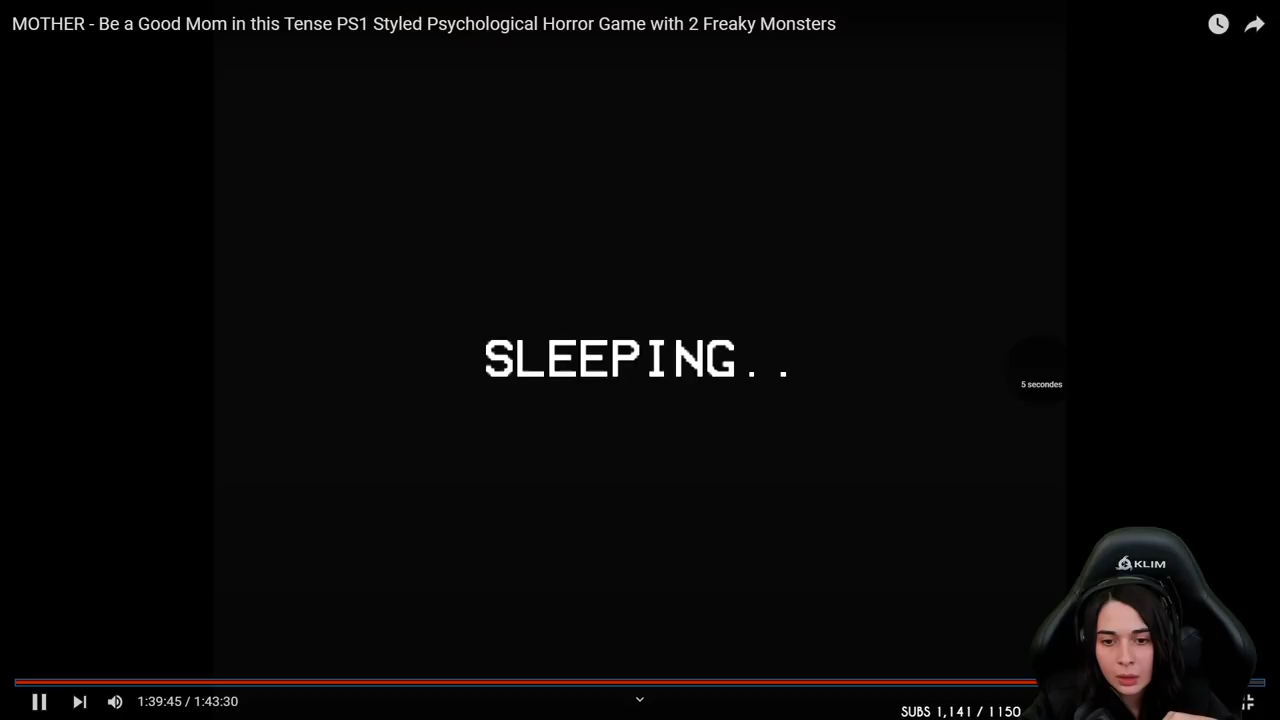 MOTHER - Be a Good Mom in this Tense PS1 Styled Psychological Horror Game with 2 Freaky Monsters
SLEEPING..
5 secondes
KLIM
1:39:45 / 1:43:30
SUBS 1,141 / 1150